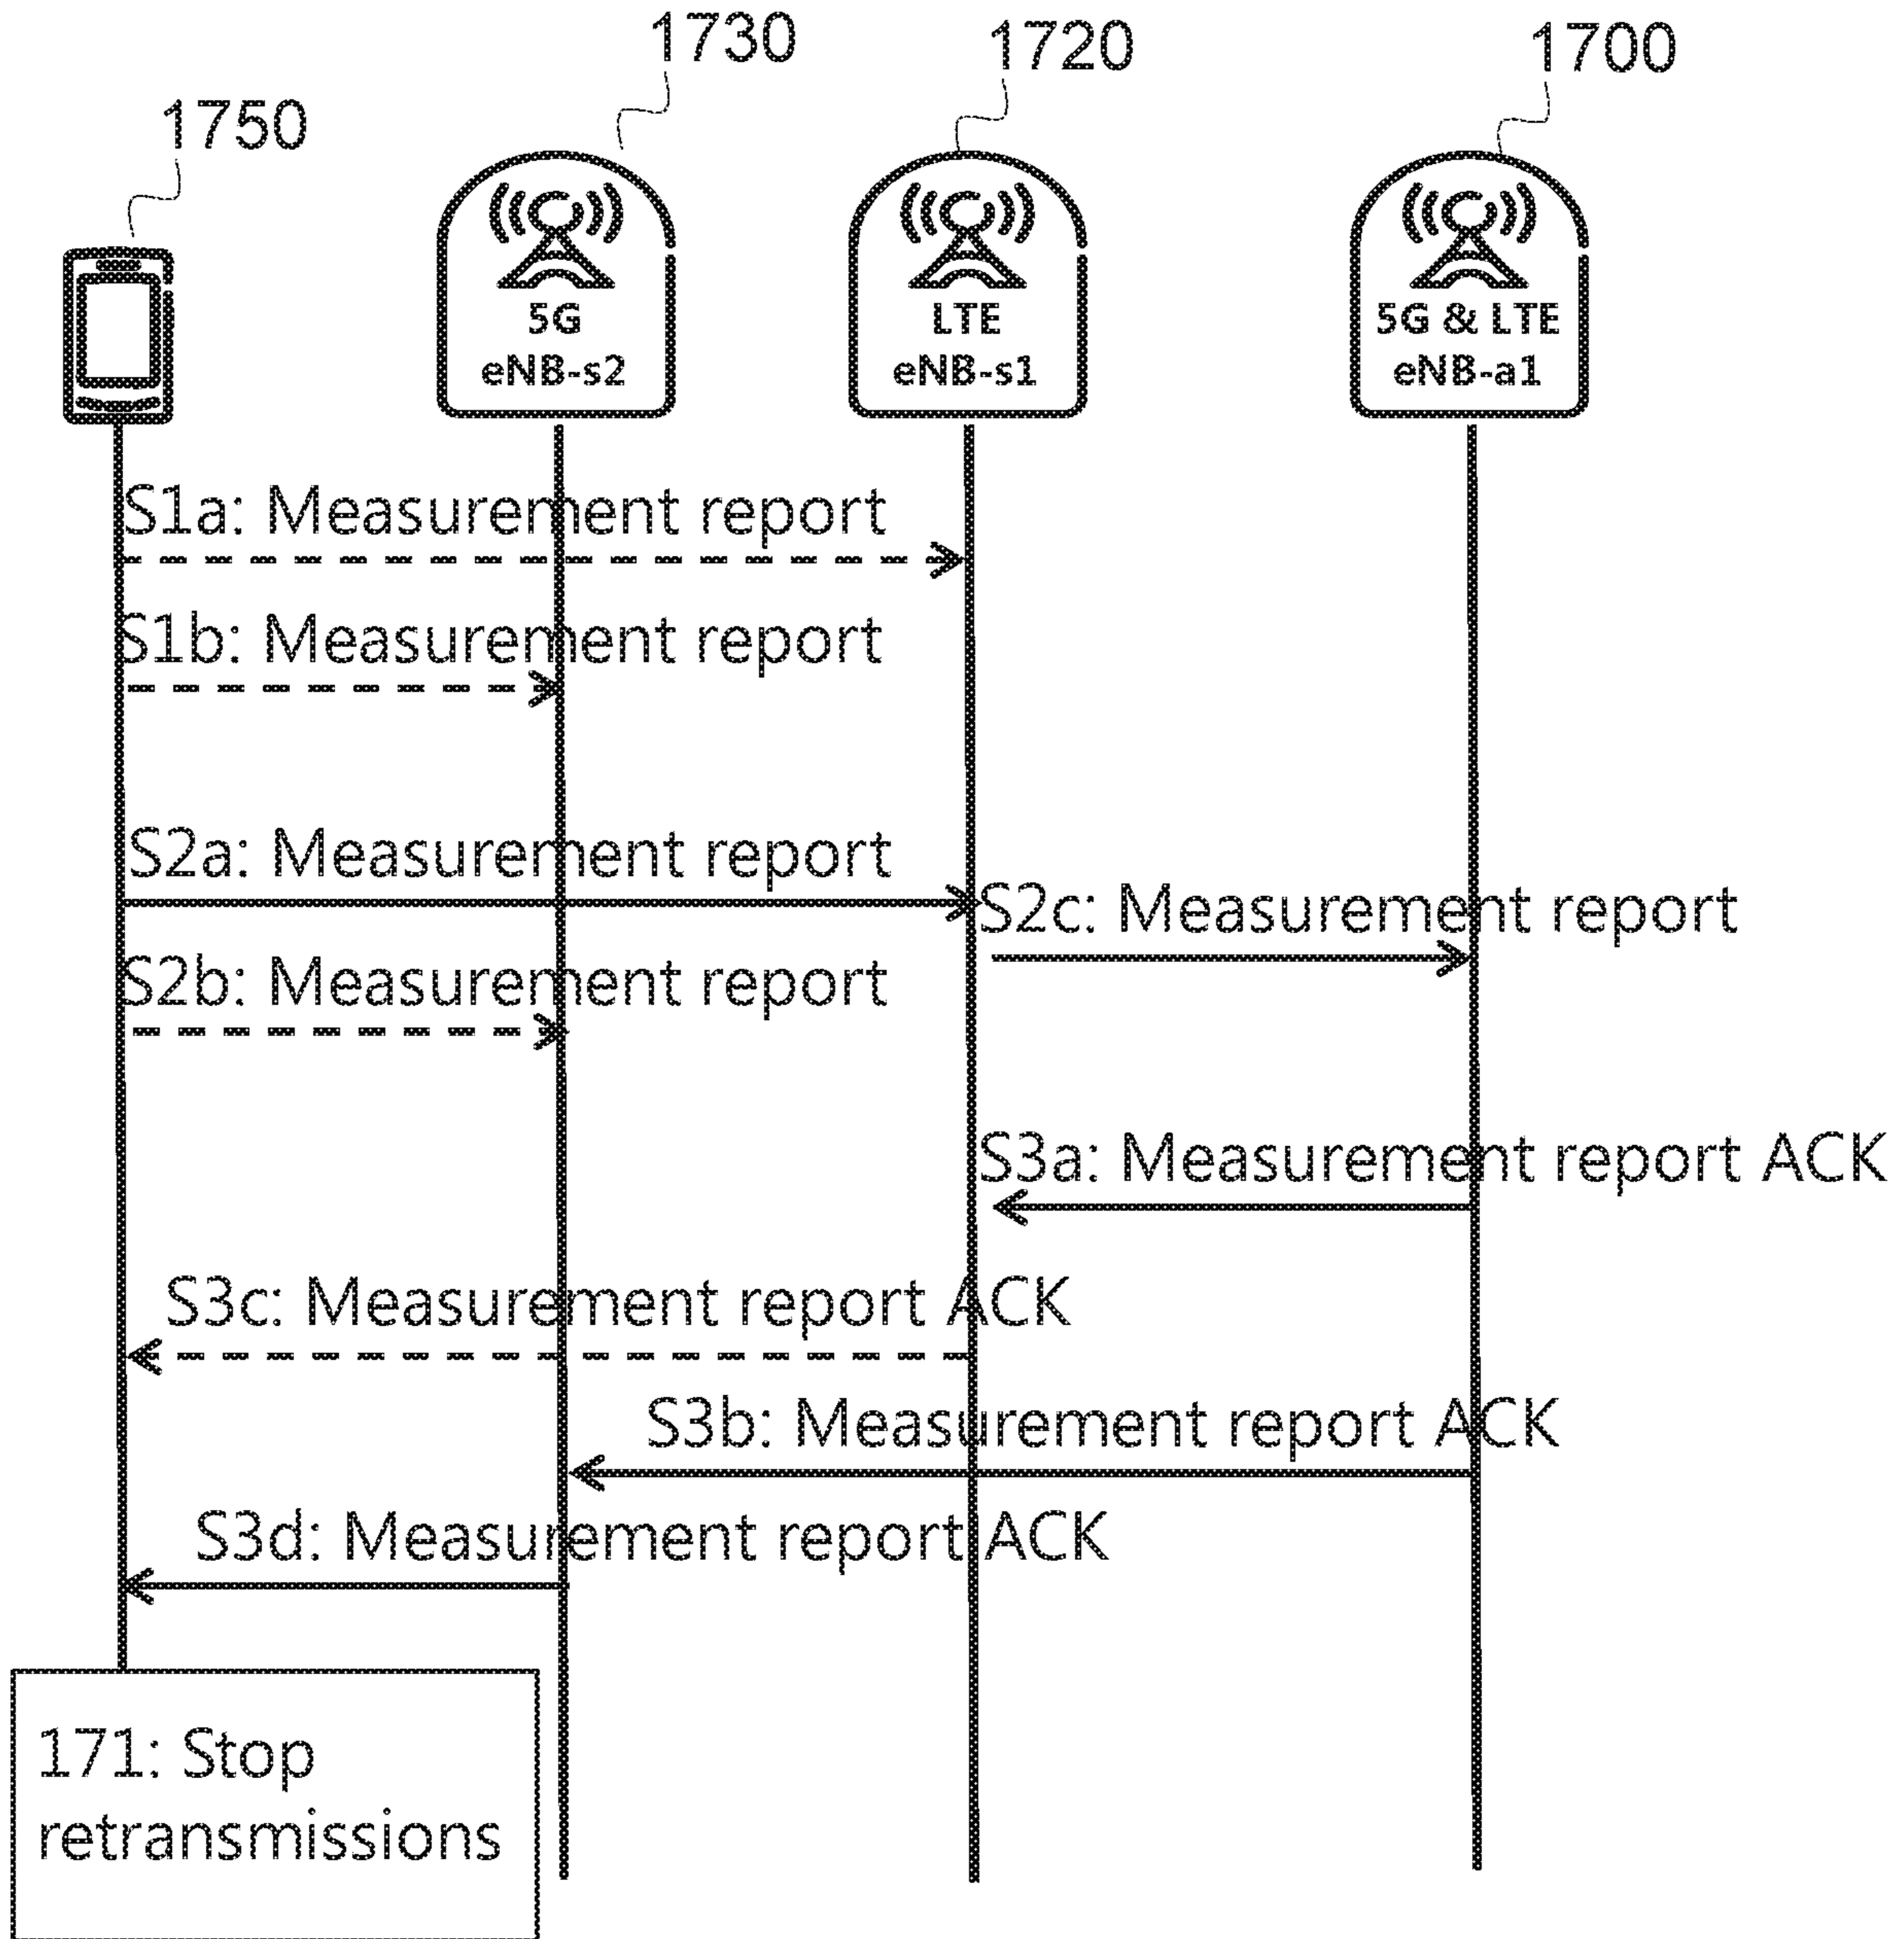 1730
1720
1700
1750
5G
eNB-s2
LTE
eNB-s1
5G & LTE
eNB-a1
S1a: Measurement report
S1b: Measurement report
S2a: Measurement report
S2c: Measurement report
S2b: Measurement report
S3a: Measurement report ACK
S3c: Measurement report ACK
S3b: Measurement report ACK
S3d: Measurement report ACK
171: Stop
retransmissions